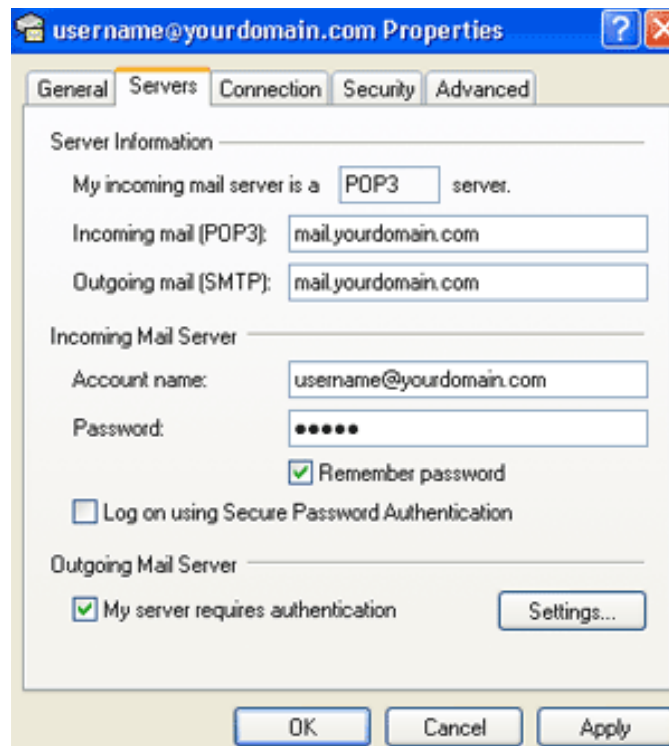 username@yourdomain.com Properties
General Servers Connection Security Advanced
Server Information
My incoming mail server is a POP3 server.
Incoming mail (POP3): mail.yourdomain.com
Outgoing mail (SMTP): mail.yourdomain.com
Incoming Mail Server
Account name: username@yourdomain.com
Password: •••••
Remember password
Log on using Secure Password Authentication
Outgoing Mail Server
My server requires authentication Settings...
OK Cancel Apply